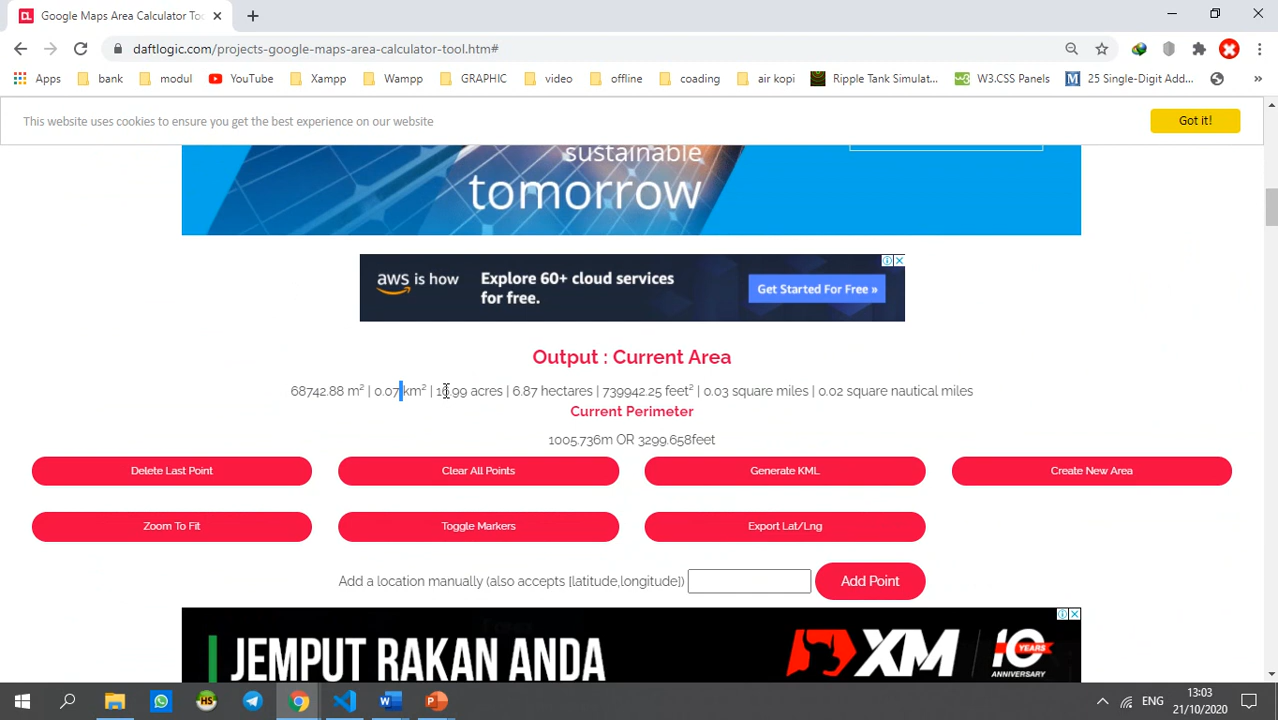 Google Maps Area Calculator Too
daftlogic.com/projects-google-maps-area-calculator-tool.htm#
Apps bank modul YouTube Xampp Wampp GRAPHIC video offline coading air kopi Ripple Tank Simulat... W3.CSS Panels 25 Single-Digit Add... »
This website uses cookies to ensure you get the best experience on our website
Got it!
sustainable
tomorrow
aws is how
Explore 60+ cloud services
for free.
Get Started For Free »
Output : Current Area
68742.88 m² | 0.07 km² | 16.99 acres | 6.87 hectares | 739942.25 feet² | 0.03 square miles | 0.02 square nautical miles
Current Perimeter
1005.736m OR 3299.658feet
Delete Last Point
Clear All Points
Generate KML
Create New Area
Zoom To Fit
Toggle Markers
Export Lat/Lng
Add a location manually (also accepts [latitude,longitude])
Add Point
JEMPUT RAKAN ANDA
XM
10 YEARS
ANNIVERSARY
ENG
13:03
21/10/2020